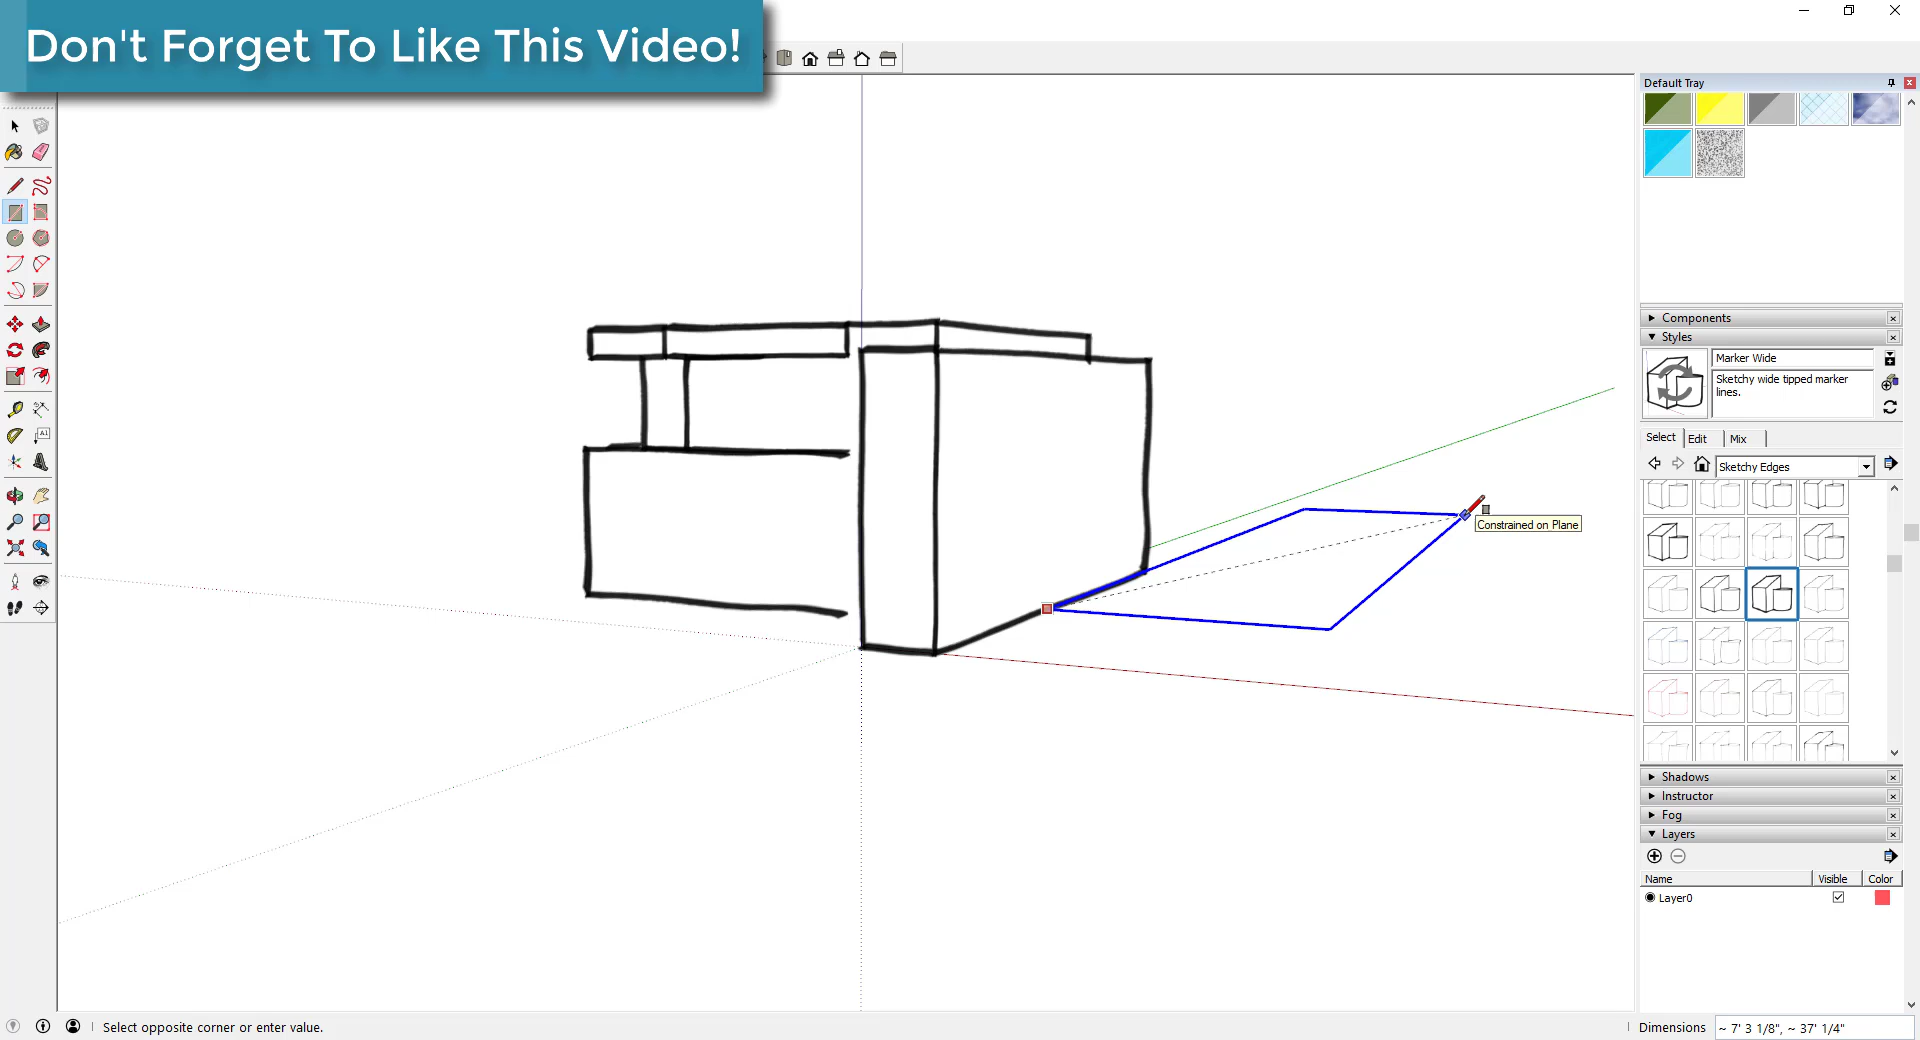 Don't Forget To Like This Video!
Default Tray
Components
Styles
Marker Wide
Sketchy wide tipped marker
lines.
Select
Edit
Mix
Sketchy Edges
Constrained on Plane
Shadows
Instructor
Fog
Layers
Name
Visible
Color
Layer0
Select opposite corner or enter value.
Dimensions
~ 7' 3 1/8", ~ 37' 1/4"